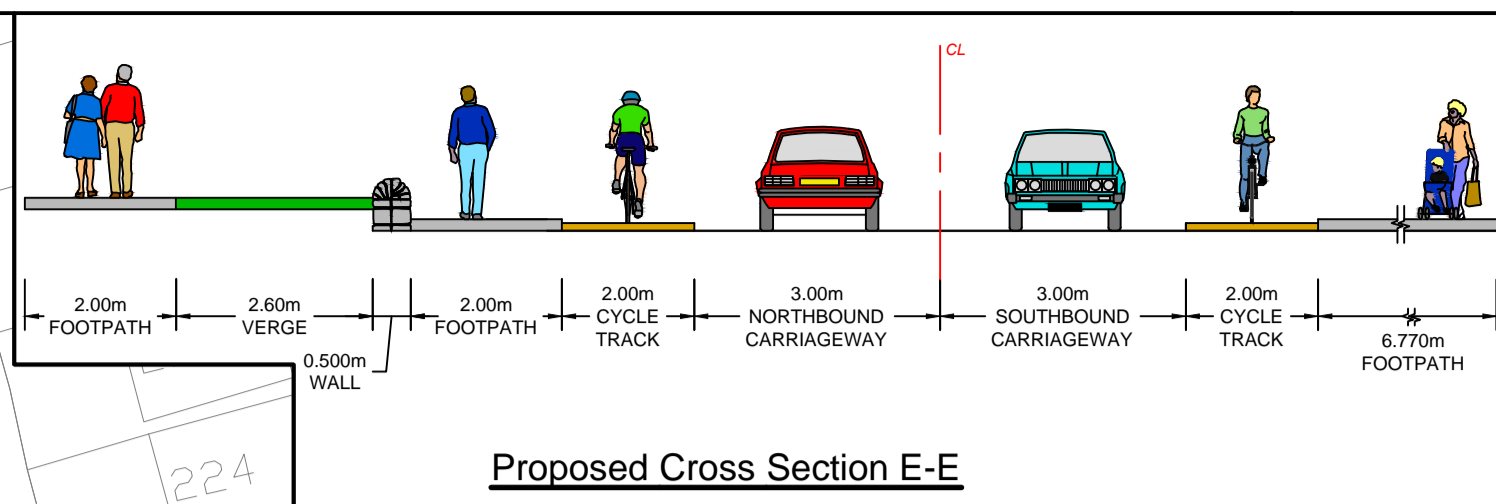 CL
2.00m
FOOTPATH
2.60m
VERGE
0.500m
WALL
2.00m
FOOTPATH
2.00m
CYCLE
TRACK
3.00m
NORTHBOUND
CARRIAGEWAY
3.00m
SOUTHBOUND
CARRIAGEWAY
2.00m
CYCLE
TRACK
6.770m
FOOTPATH
224
Proposed Cross Section E-E